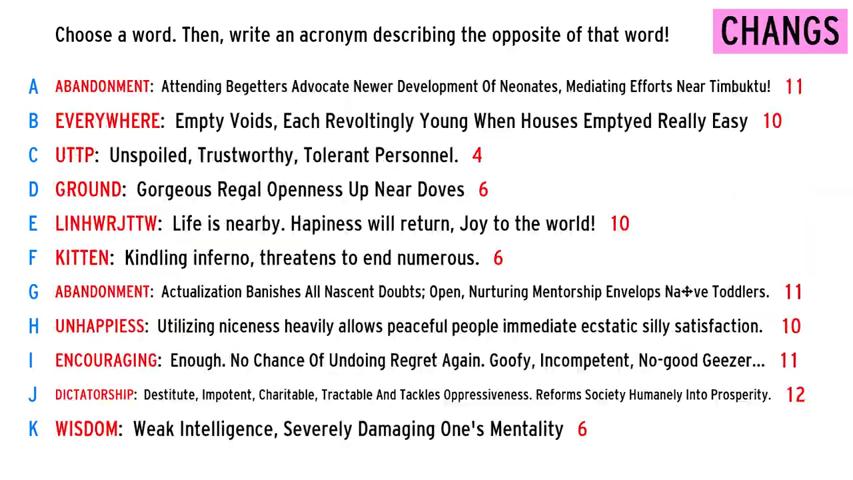 Choose a word. Then, write an acronym describing the opposite of that word!
CHANGS
A ABANDONMENT: Attending Begetters Advocate Newer Development Of Neonates, Mediating Efforts Near Timbuktu! 11
B EVERYWHERE: Empty Voids, Each Revoltingly Young When Houses Emptyed Really Easy 10
C UTTP: Unspoiled, Trustworthy, Tolerant Personnel. 4
D GROUND: Gorgeous Regal Openness Up Near Doves 6
E LINHWRJTTW: Life is nearby. Hapiness will return, Joy to the world! 10
F KITTEN: Kindling inferno, threatens to end numerous. 6
G ABANDONMENT: Actualization Banishes All Nascent Doubts; Open, Nurturing Mentorship Envelops Na✢ve Toddlers. 11
H UNHAPPIESS: Utilizing niceness heavily allows peaceful people immediate ecstatic silly satisfaction. 10
I ENCOURAGING: Enough. No Chance Of Undoing Regret Again. Goofy, Incompetent, No-good Geezer... 11
J DICTATORSHIP: Destitute, Impotent, Charitable, Tractable And Tackles Oppressiveness. Reforms Society Humanely Into Prosperity. 12
K WISDOM: Weak Intelligence, Severely Damaging One's Mentality 6